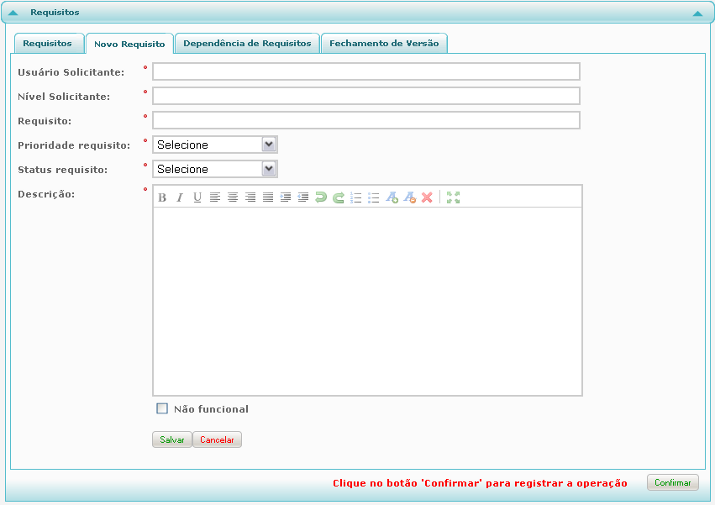 Requisitos
Requisitos Novo Requisito Dependência de Requisitos Fechamento de Versão
Usuário Solicitante: *
Nível Solicitante: *
Requisito: *
Prioridade requisito: * Selecione
Status requisito: * Selecione
Descrição: *
B I U
Não funcional
Salvar Cancelar
Clique no botão 'Confirmar' para registrar a operação Confirmar